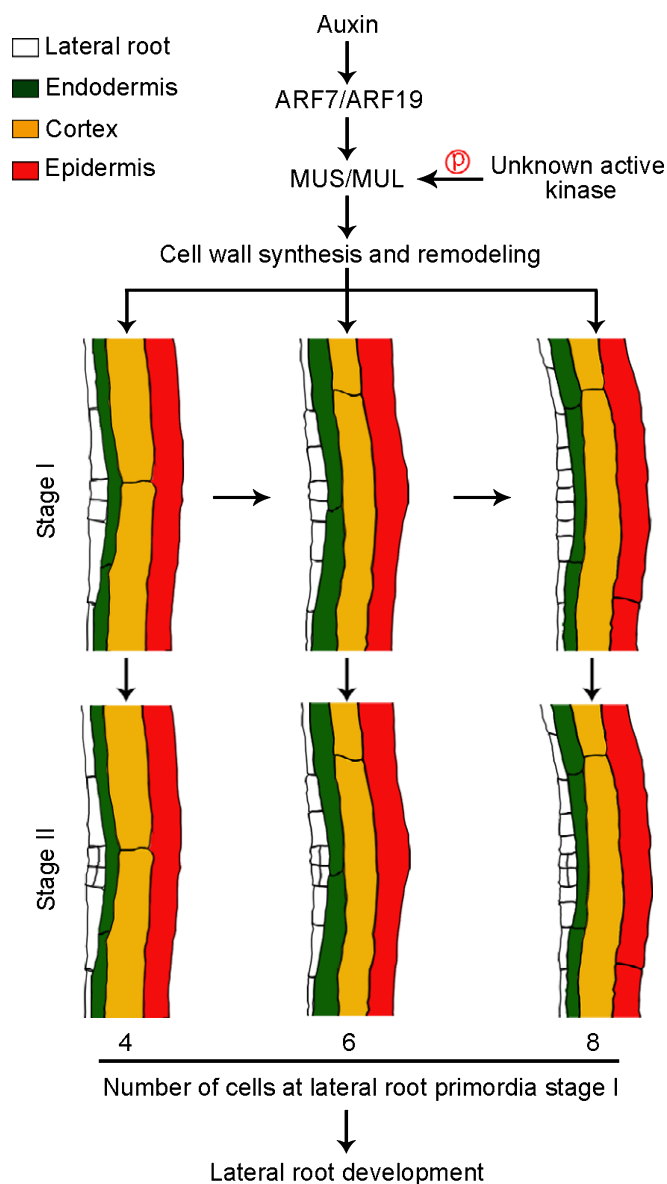 Auxin
Lateral root
Endodermis
Cortex
Epidermis
ARF7/ARF19
MUS/MUL
p
Unknown active
kinase
Cell wall synthesis and remodeling
Stage I
Stage II
4
6
8
Number of cells at lateral root primordia stage I
Lateral root development